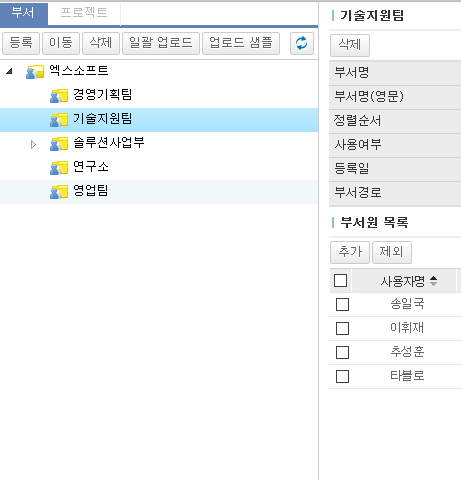 부서 프로젝트
등록 이동 삭제 일괄 업로드 업로드 샘플
엑스소프트
경영기획팀
기술지원팀
솔루션사업부
연구소
영업팀
기술지원팀
삭제
부서명
부서명(영문)
정렬순서
사용여부
등록일
부서경로
부서원 목록
추가 제외
사용자명
송일국
이휘재
추성훈
타블로